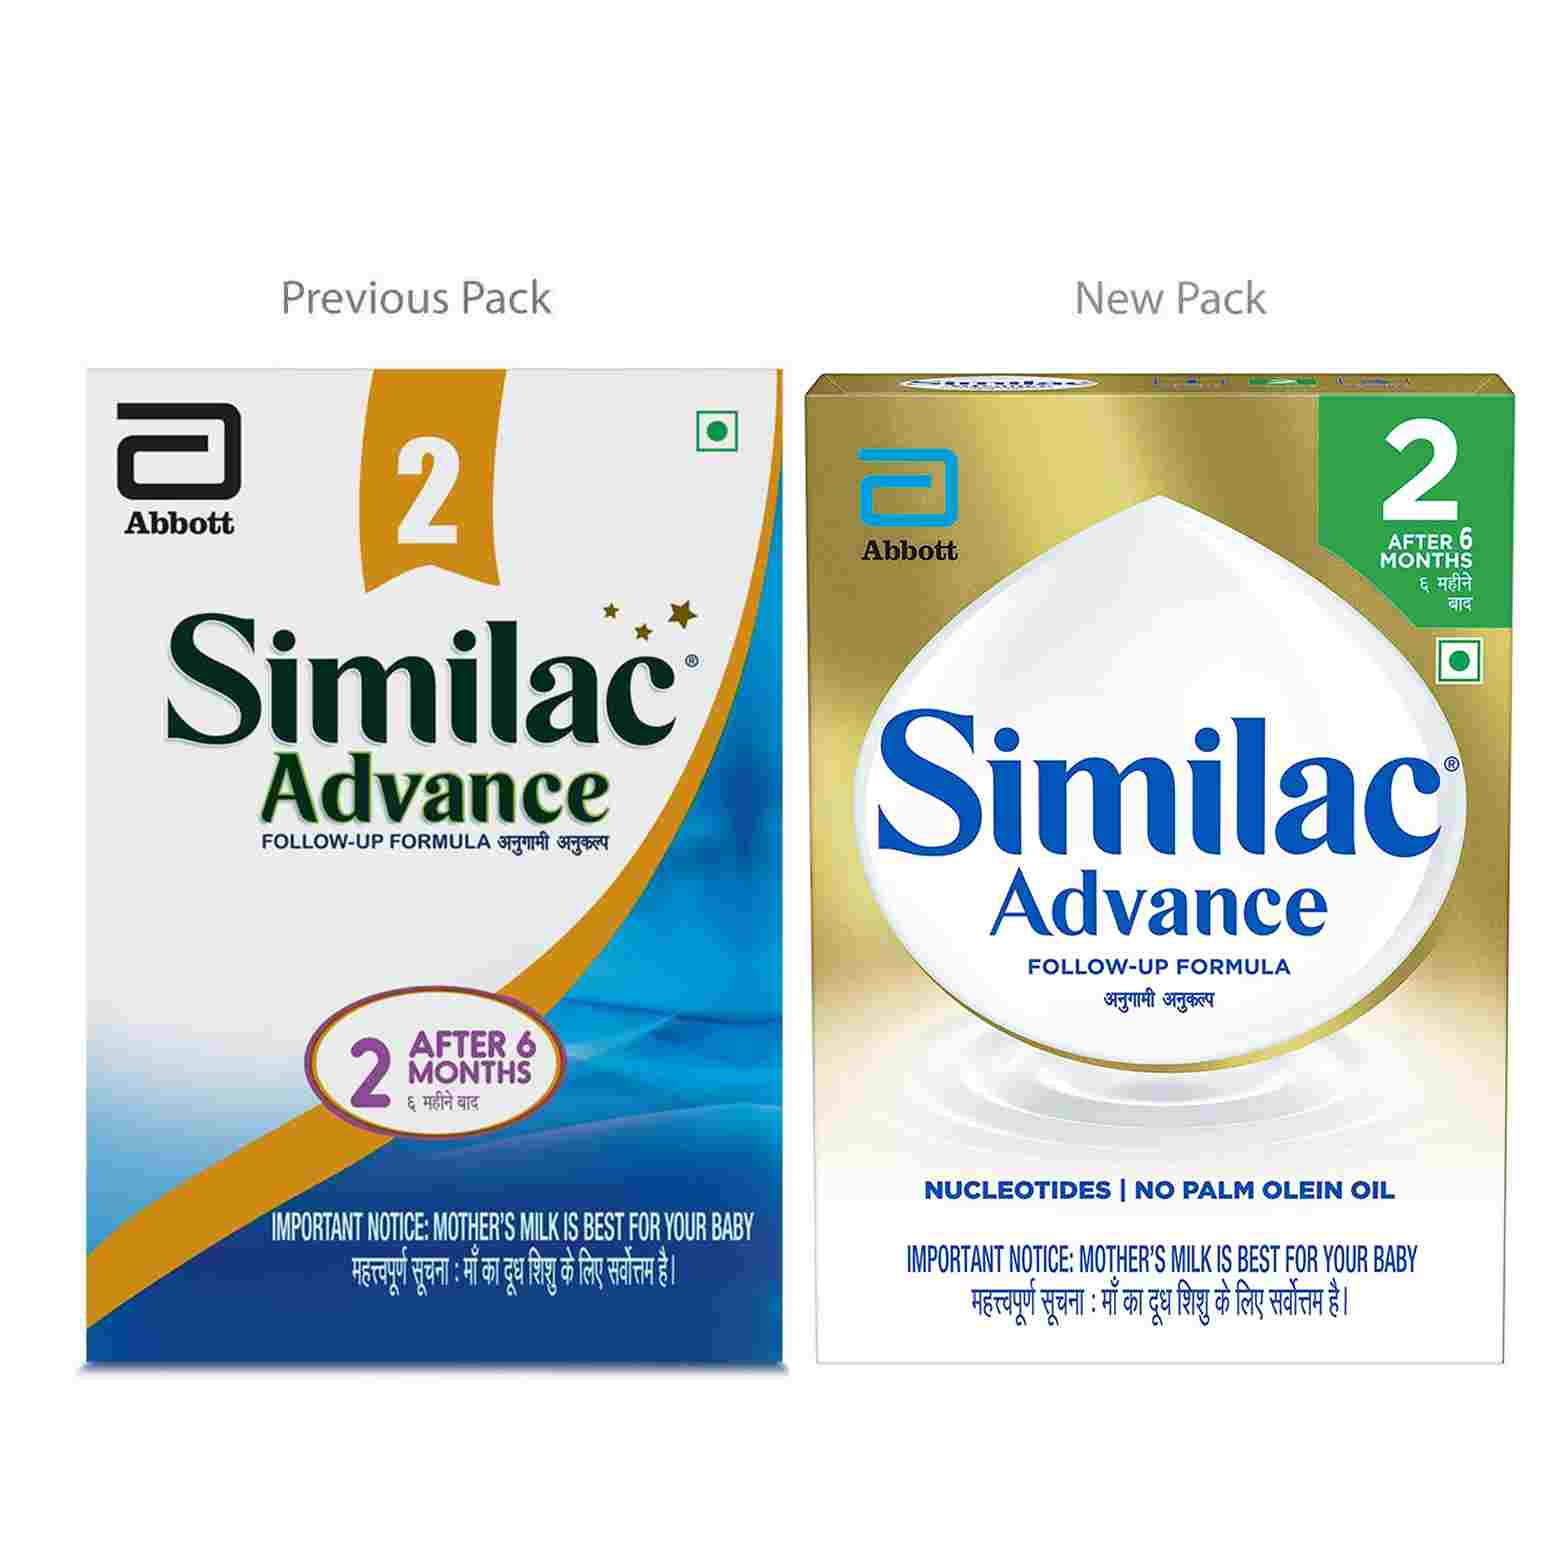 Previous Pack
New Pack
Abbott
2
Similac®
Advance
FOLLOW-UP FORMULA अनुगामी अनुकल्प
2
AFTER 6
MONTHS
६ महीने बाद
IMPORTANT NOTICE: MOTHER'S MILK IS BEST FOR YOUR BABY
महत्त्वपूर्ण सूचना : माँ का दूध शिशु के लिए सर्वोत्तम है।
Similac
Abbott
2
AFTER 6
MONTHS
६ महीने
बाद
Similac®
Advance
FOLLOW-UP FORMULA
अनुगामी अनुकल्प
NUCLEOTIDES | NO PALM OLEIN OIL
IMPORTANT NOTICE: MOTHER'S MILK IS BEST FOR YOUR BABY
महत्त्वपूर्ण सूचना : माँ का दूध शिशु के लिए सर्वोत्तम है।